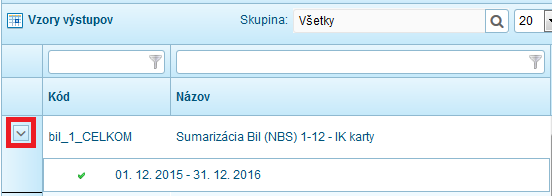 Vzory výstupov Skupina: Všetky 20
Kód Názov
bil_1_CELKOM Sumarizácia Bil (NBS) 1-12 - IK karty
01. 12. 2015 - 31. 12. 2016